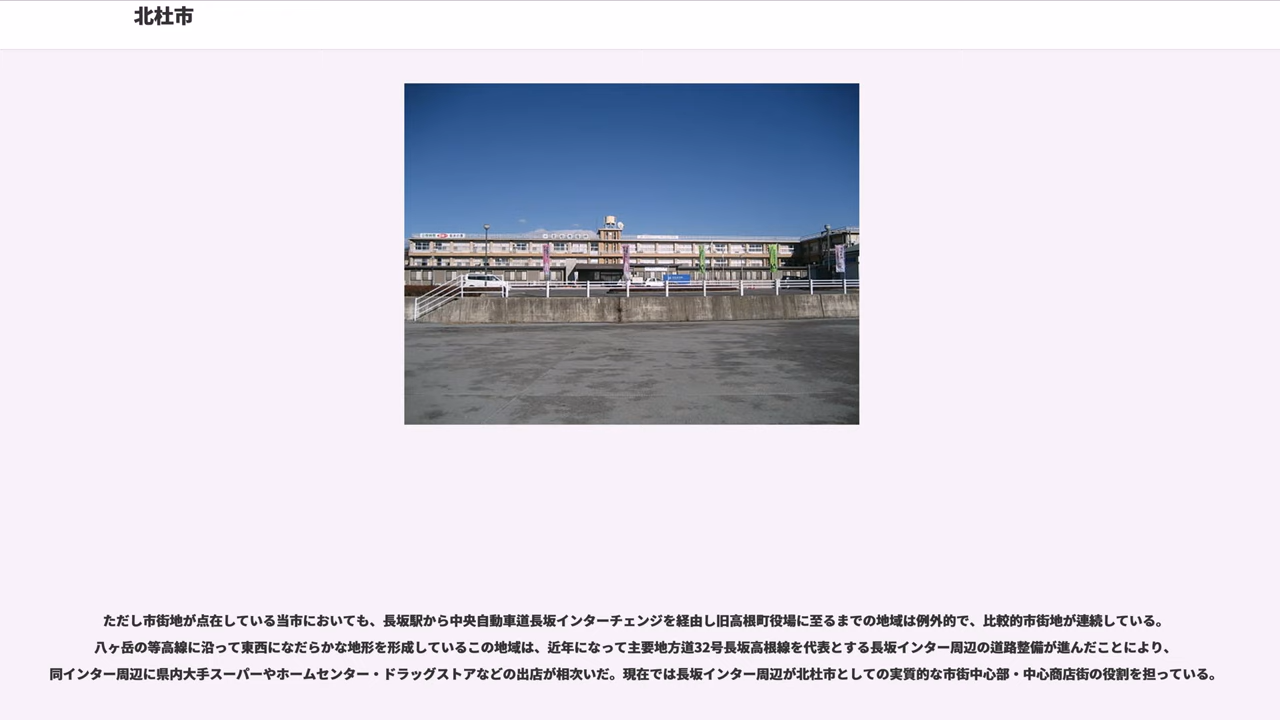 北杜市
ただし市街地が点在している当市においても、長坂駅から中央自動車道長坂インターチェンジを経由し旧高根町役場に至るまでの地域は例外的で、比較的市街地が連続している。
八ヶ岳の等高線に沿って東西になだらかな地形を形成しているこの地域は、近年になって主要地方道32号長坂高根線を代表とする長坂インター周辺の道路整備が進んだことにより、
同インター周辺に県内大手スーパーやホームセンター・ドラッグストアなどの出店が相次いだ。現在では長坂インター周辺が北杜市としての実質的な市街中心部・中心商店街の役割を担っている。